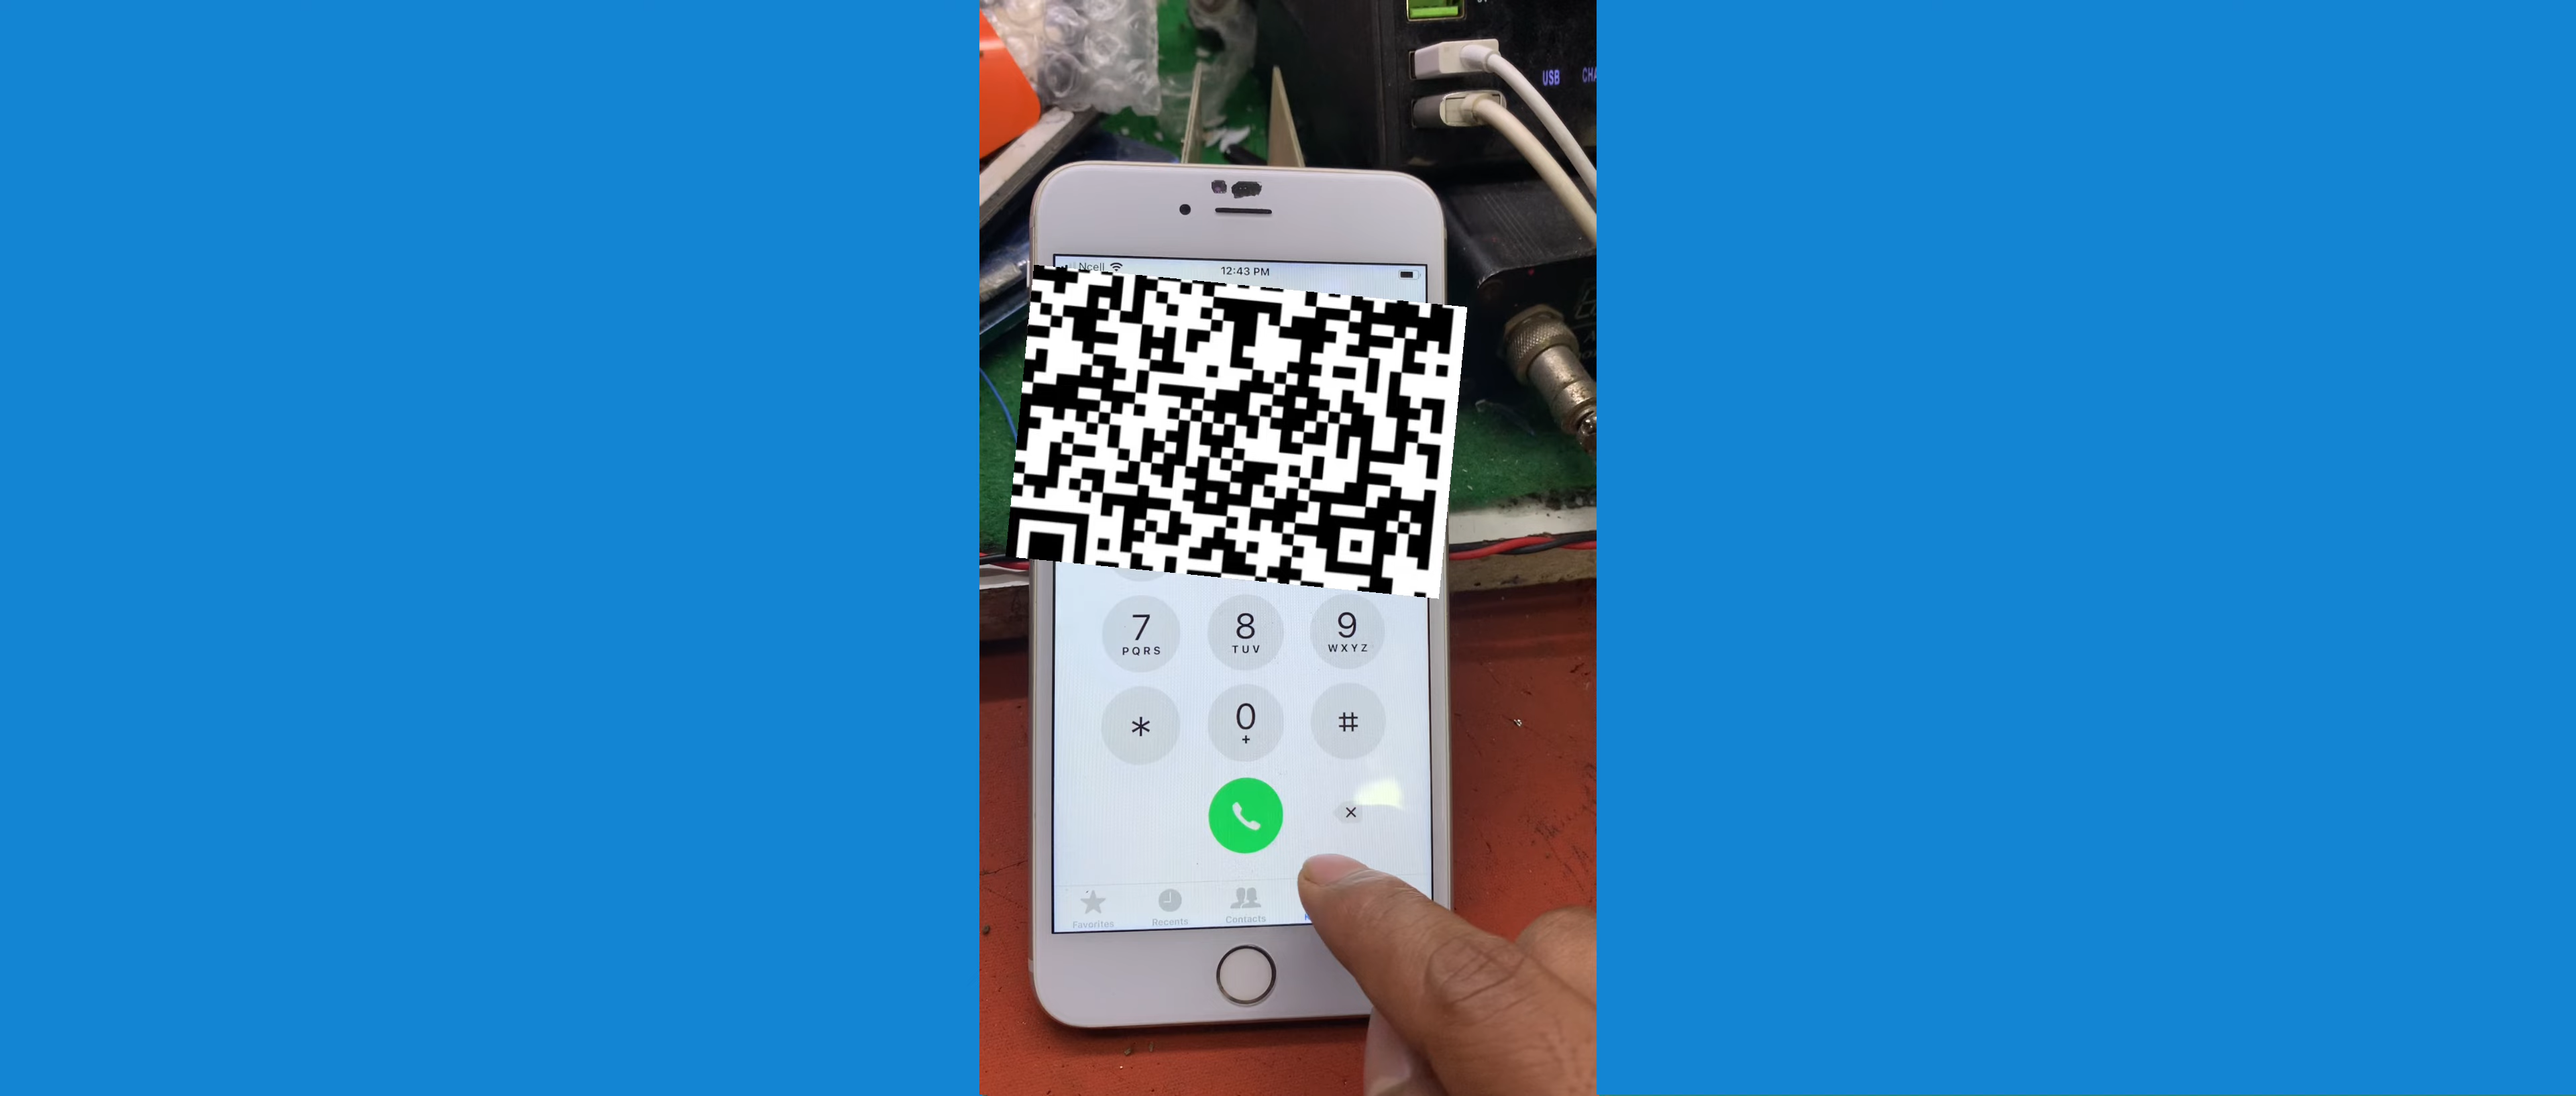 USB
Ncell
12:43 PM
7 8 9
PQRS TUV WXYZ
* 0 #
+
Favorites Recents Contacts